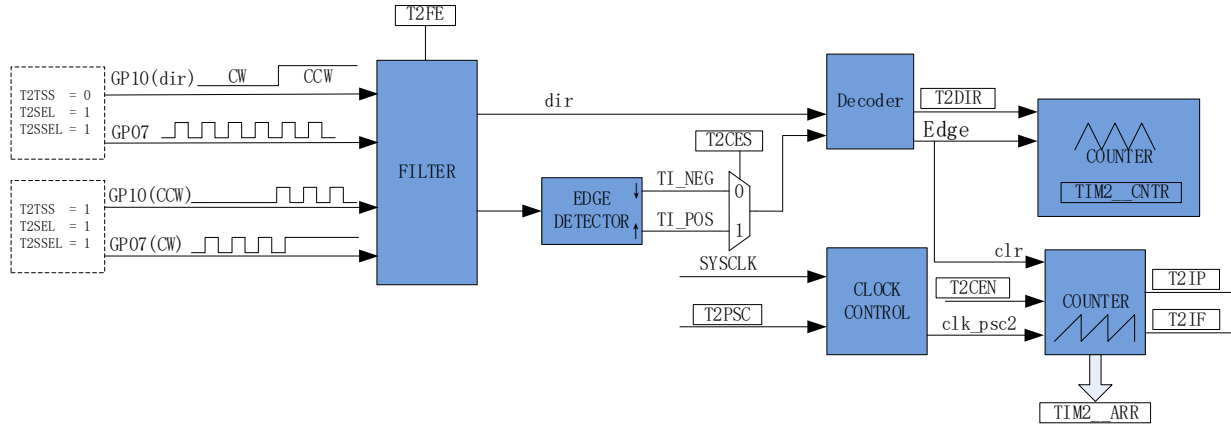 T2FE
GP10(dir) CW CCW
T2TSS = 0
T2SEL = 1
T2SSEL = 1
GP07
FILTER
dir
Decoder
T2DIR
Edge
COUNTER
TIM2__CNTR
T2CES
GP10(CCW)
T2TSS = 1
T2SEL = 1
T2SSEL = 1
GP07(CW)
EDGE
DETECTOR
TI_NEG
TI_POS
0
1
SYSCLK
T2PSC
CLOCK
CONTROL
clr
T2CEN
clk_psc2
COUNTER
T2IP
T2IF
TIM2__ARR